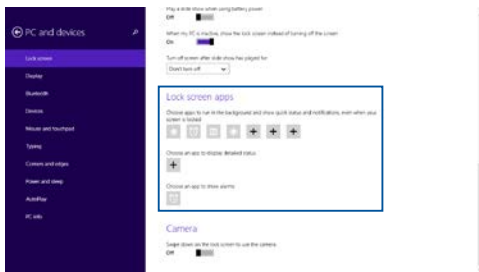 PC and devices
Lock screen
Display
Bluetooth
Devices
Mouse and touchpad
Typing
Corners and edges
Power and sleep
AutoPlay
PC info
Play a slide show when using battery power
Off
When my PC is inactive, show the lock screen instead of turning off the screen
On
Turn off screen after slide show has played for
Don't turn off
Lock screen apps
Choose apps to run in the background and show quick status and notifications, even when your
screen is locked
Choose an app to display detailed status
Choose an app to show alarms
Camera
Swipe down on the lock screen to use the camera
Off